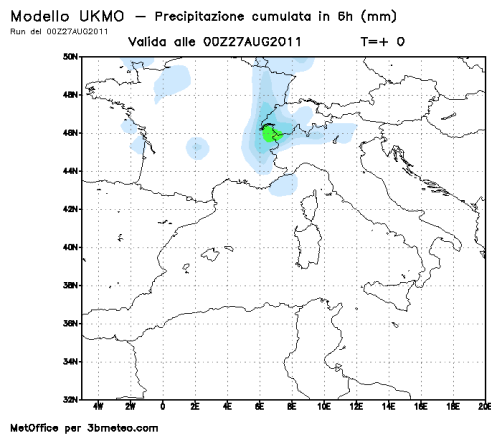 Modello UKMO – Precipitazione cumulata in 6h (mm)
Run del 00Z27AUG2011
Valida alle 00Z27AUG2011 T=+ 0
50N
48N
46N
44N
42N
40N
38N
36N
34N
32N
4W 2W 0 2E 4E 6E 8E 10E 12E 14E 16E 18E 20E
MetOffice per 3bmeteo.com